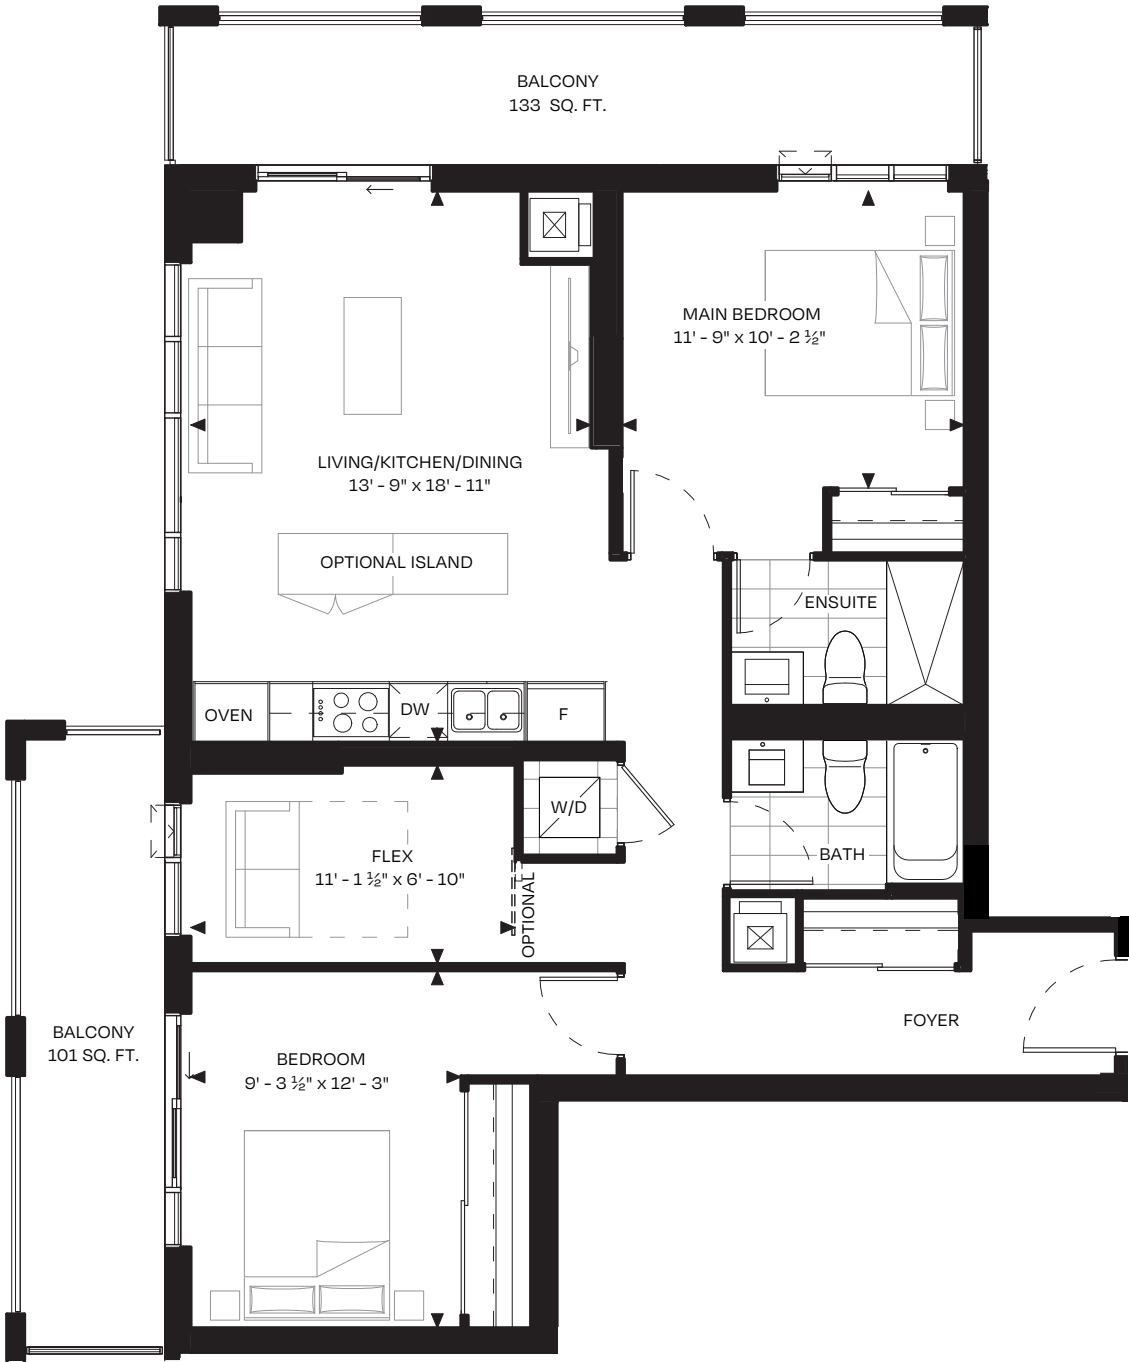 BALCONY
133 SQ. FT.
MAIN BEDROOM
11' - 9" x 10' - 2 ½"
LIVING/KITCHEN/DINING
13' - 9" x 18' - 11"
OPTIONAL ISLAND
ENSUITE
OVEN
DW
F
W/D
BATH
FLEX
11' - 1 ½" x 6' - 10"
OPTIONAL
FOYER
BALCONY
101 SQ. FT.
BEDROOM
9' - 3 ½" x 12' - 3"